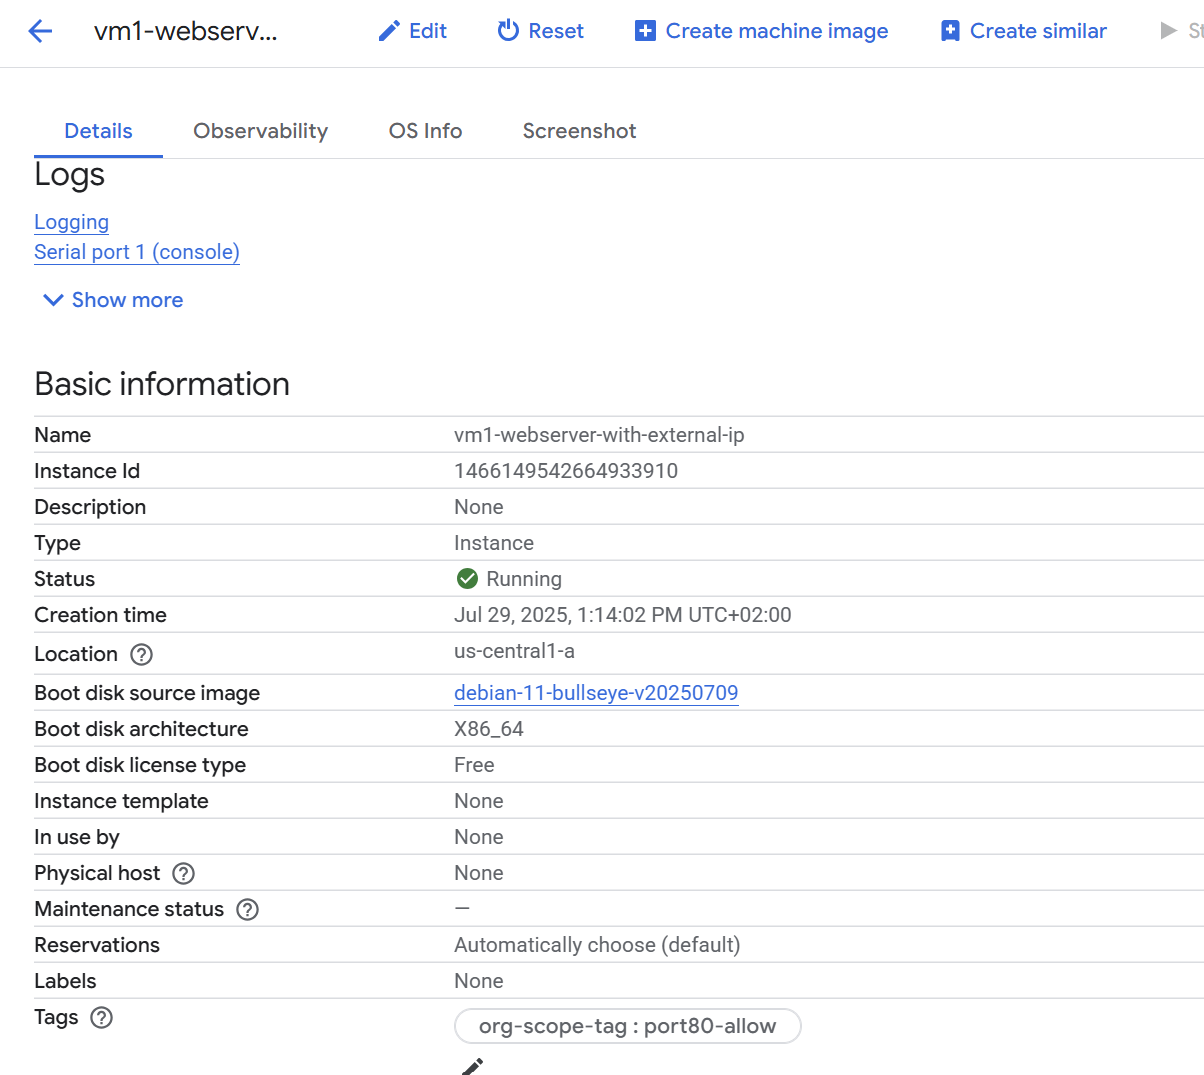 vm1-webserv... Edit Reset Create machine image Create similar St
Details Observability OS Info Screenshot
Logs
Logging
Serial port 1 (console)
Show more
Basic information
Name vm1-webserver-with-external-ip
Instance Id 1466149542664933910
Description None
Type Instance
Status Running
Creation time Jul 29, 2025, 1:14:02 PM UTC+02:00
Location us-central1-a
Boot disk source image debian-11-bullseye-v20250709
Boot disk architecture X86_64
Boot disk license type Free
Instance template None
In use by None
Physical host None
Maintenance status —
Reservations Automatically choose (default)
Labels None
Tags org-scope-tag : port80-allow